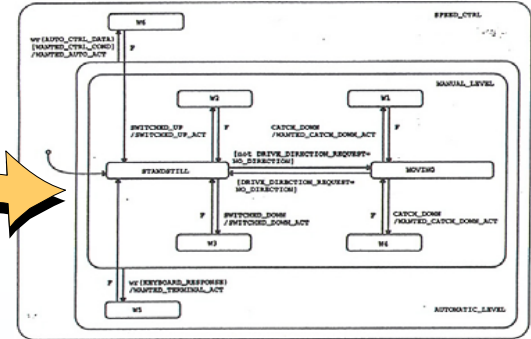 W6
SPEED_CTRL
wr(AUTO_CTRL_DATA)
[WANTED_CTRL_COND]
/WANTED_AUTO_ACT
F
MANUAL_LEVEL
W2
W1
SWITCHED_UP
/SWITCHED_UP_ACT
F
CATCH_DOWN
/WANTED_CATCH_DOWN_ACT
F
[not DRIVE_DIRECTION_REQUEST=
NO_DIRECTION]
STANDSTILL
MOVING
[DRIVE_DIRECTION_REQUEST=
NO_DIRECTION]
F
SWITCHED_DOWN
/SWITCHED_DOWN_ACT
F
CATCH_DOWN
/WANTED_CATCH_DOWN_ACT
W3
W4
F
wr(KEYBOARD_RESPONSE)
/WANTED_TERMINAL_ACT
W5
AUTOMATIC_LEVEL